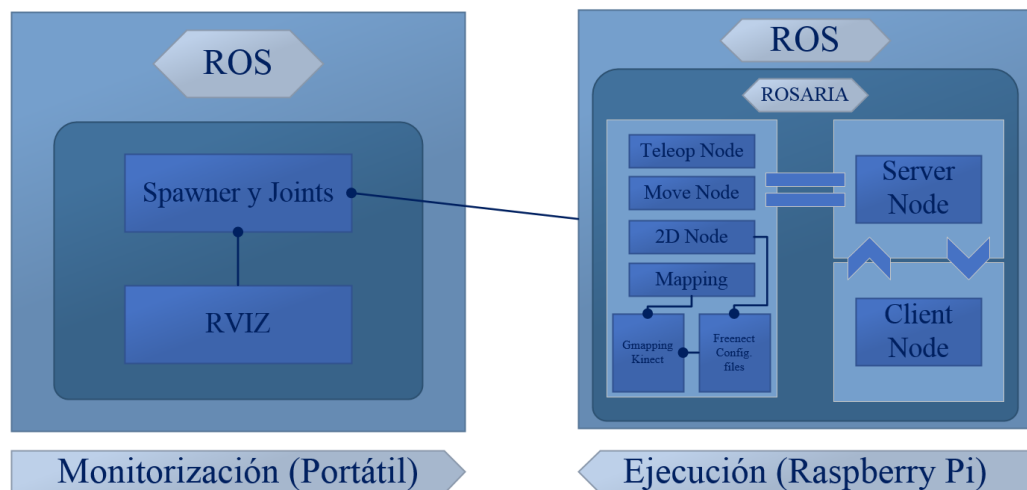 ROS
Spawner y Joints
RVIZ
Monitorización (Portátil)
ROS
ROSARIA
Teleop Node
Move Node
2D Node
Mapping
Gmapping
Kinect
Freenect
Config.
files
Server
Node
Client
Node
Ejecución (Raspberry Pi)